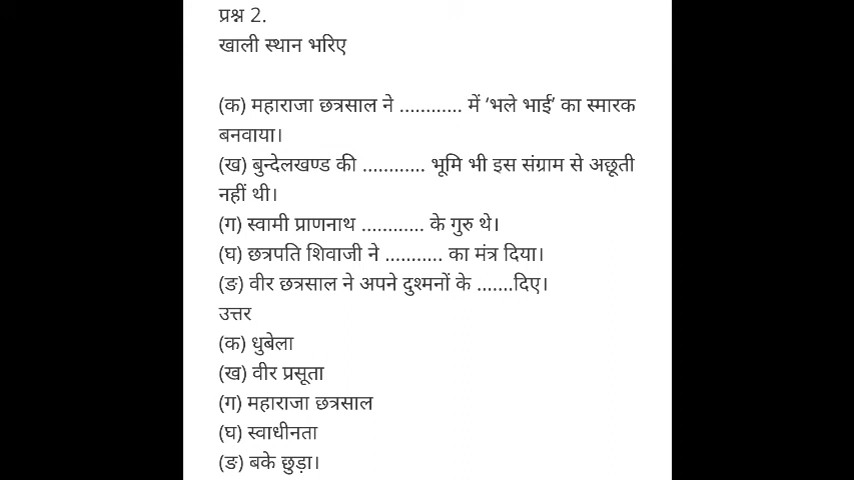 प्रश्न 2.
खाली स्थान भरिए
(क) महाराजा छत्रसाल ने ............ में ‘भले भाई’ का स्मारक
बनवाया।
(ख) बुन्देलखण्ड की ............ भूमि भी इस संग्राम से अछूती
नहीं थी।
(ग) स्वामी प्राणनाथ ............ के गुरु थे।
(घ) छत्रपति शिवाजी ने ........... का मंत्र दिया।
(ङ) वीर छत्रसाल ने अपने दुश्मनों के .......दिए।
उत्तर
(क) धुबेला
(ख) वीर प्रसूता
(ग) महाराजा छत्रसाल
(घ) स्वाधीनता
(ङ) बके छुड़ा।